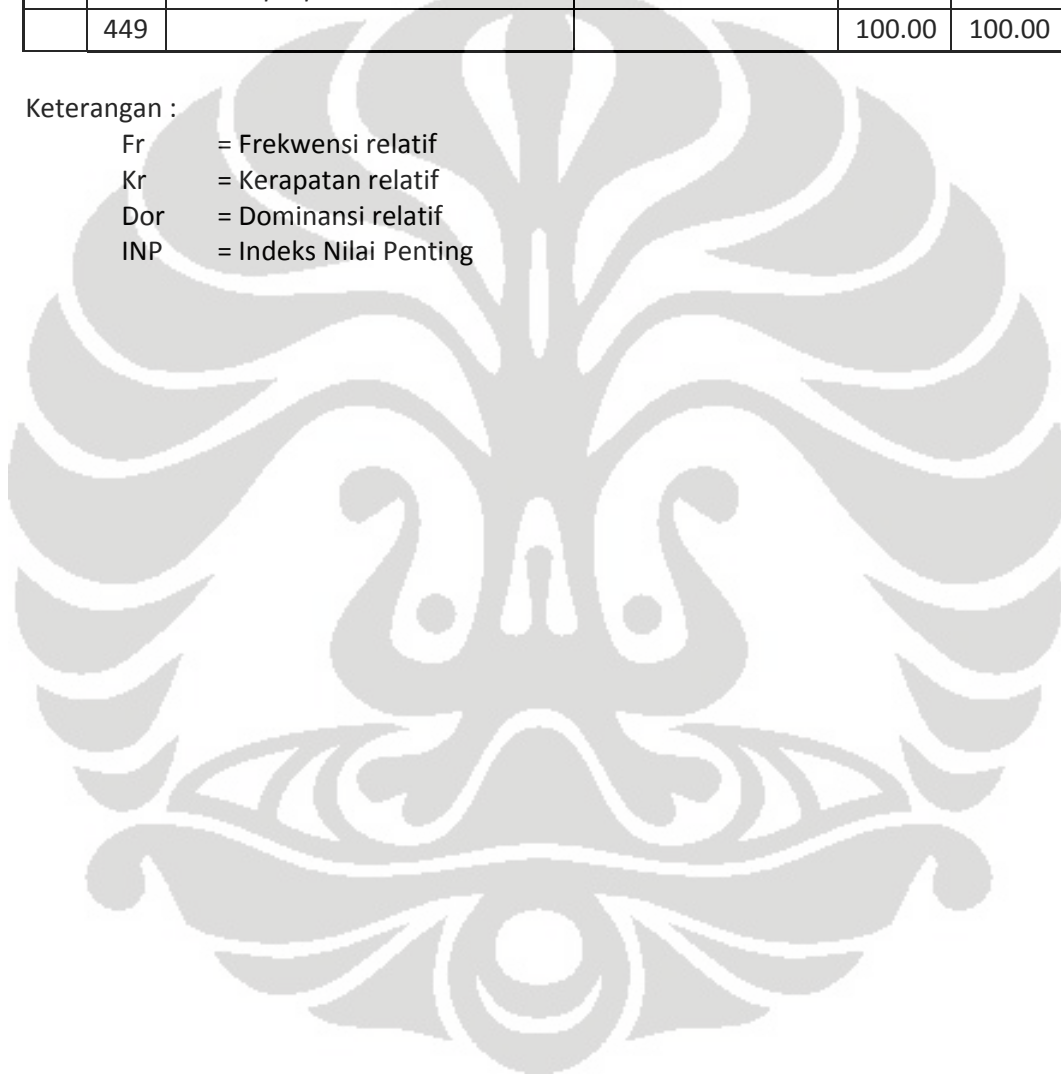 449 100.00 100.00
Keterangan :
Fr = Frekwensi relatif
Kr = Kerapatan relatif
Dor = Dominansi relatif
INP = Indeks Nilai Penting